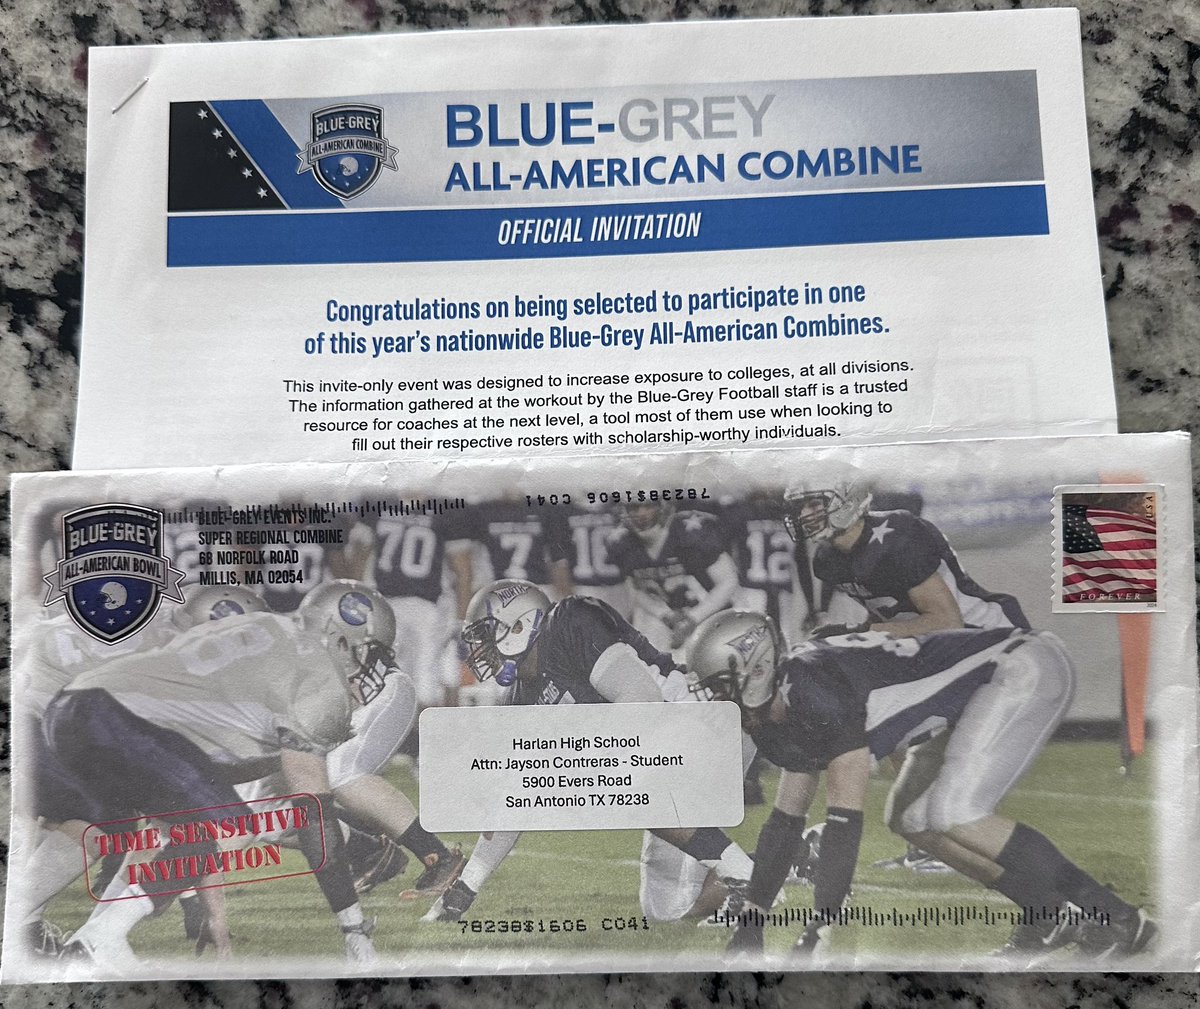 BLUE-GREY
ALL-AMERICAN COMBINE
BLUE-GREY
ALL-AMERICAN COMBINE
OFFICIAL INVITATION
Congratulations on being selected to participate in one
of this year's nationwide Blue-Grey All-American Combines.
This invite-only event was designed to increase exposure to colleges, at all divisions.
The information gathered at the workout by the Blue-Grey Football staff is a trusted
resource for coaches at the next level, a tool most of them use when looking to
fill out their respective rosters with scholarship-worthy individuals.
78238$1606 C041
BLUE-GREY
ALL-AMERICAN BOWL
BLUE-GREY EVENTS INC.
SUPER REGIONAL COMBINE
68 NORFOLK ROAD
MILLIS, MA 02054
USA
FOREVER
70
7
12
NORTH
NORTH
Harlan High School
Attn: Jayson Contreras - Student
5900 Evers Road
San Antonio TX 78238
TIME SENSITIVE
INVITATION
78238$1606 C041